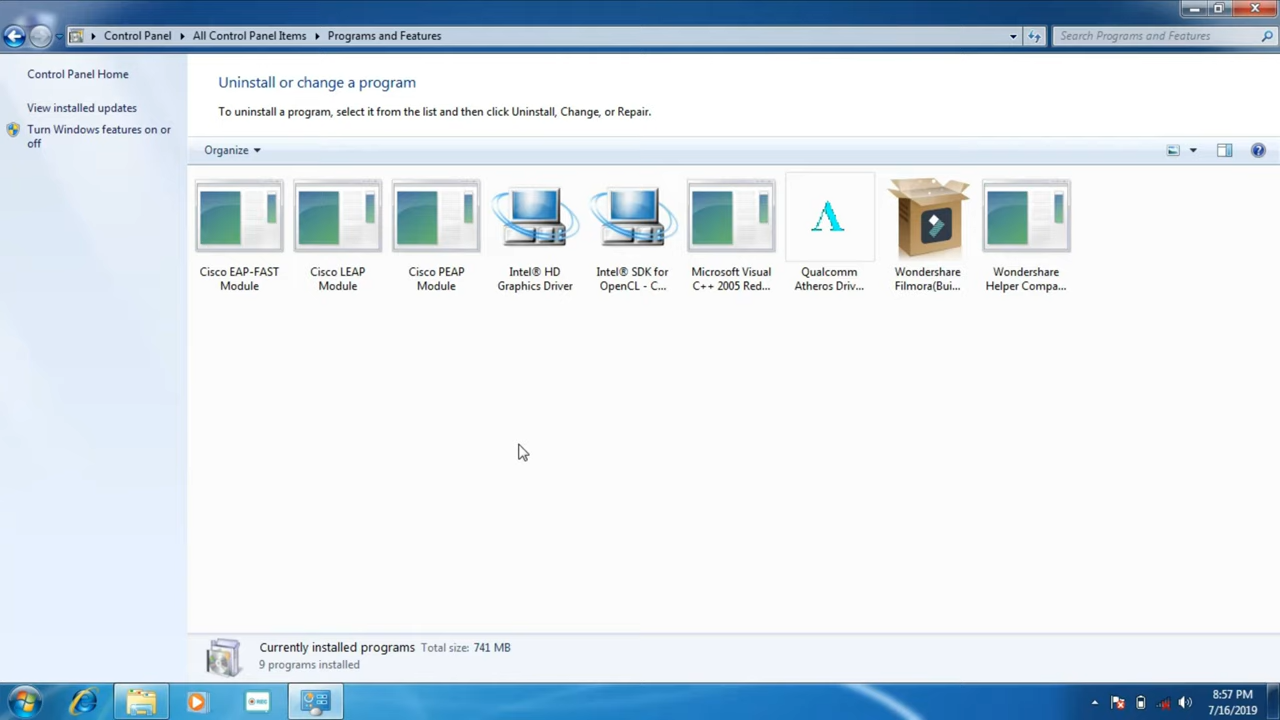 Control Panel
All Control Panel Items
Programs and Features
Search Programs and Features
Control Panel Home
View installed updates
Turn Windows features on or
off
Uninstall or change a program
To uninstall a program, select it from the list and then click Uninstall, Change, or Repair.
Organize
Cisco EAP-FAST
Module
Cisco LEAP
Module
Cisco PEAP
Module
Intel® HD
Graphics Driver
Intel® SDK for
OpenCL - C...
Microsoft Visual
C++ 2005 Red...
Qualcomm
Atheros Driv...
Wondershare
Filmora(Bui...
Wondershare
Helper Compa...
Currently installed programs Total size: 741 MB
9 programs installed
REC
8:57 PM
7/16/2019